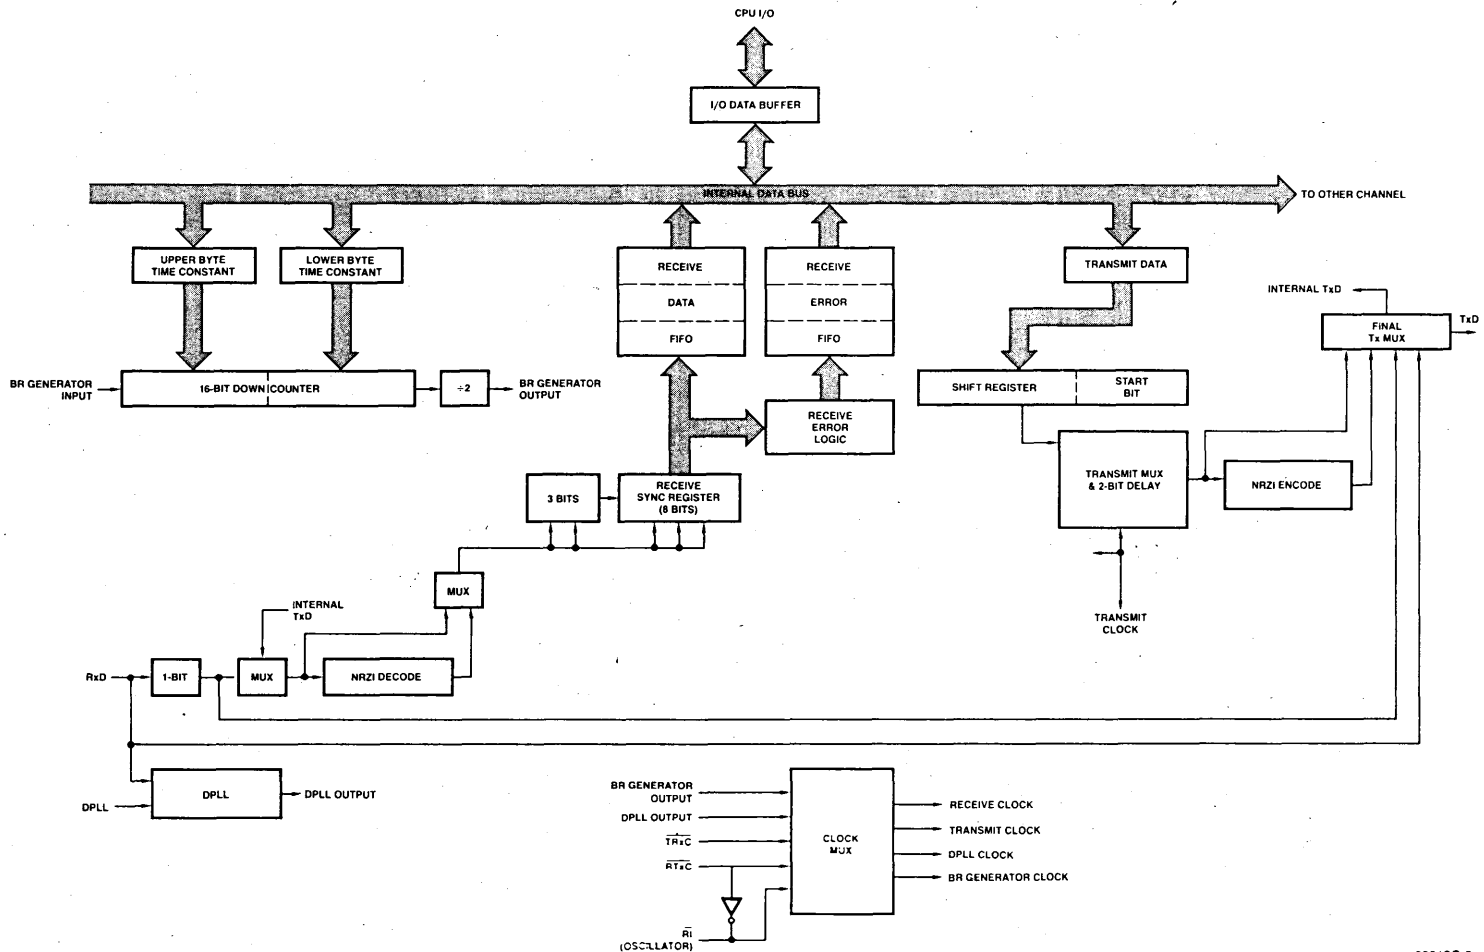 CPU I/O
I/O DATA BUFFER
INTERNAL DATA BUS
TO OTHER CHANNEL
UPPER BYTE
TIME CONSTANT
LOWER BYTE
TIME CONSTANT
RECEIVE
DATA
FIFO
RECEIVE
ERROR
FIFO
TRANSMIT DATA
INTERNAL TxD
FINAL
Tx MUX
TxD
BR GENERATOR
INPUT
16-BIT DOWN COUNTER
÷2
BR GENERATOR
OUTPUT
SHIFT REGISTER
START
BIT
RECEIVE
ERROR
LOGIC
TRANSMIT MUX
& 2-BIT DELAY
NRZI ENCODE
3 BITS
RECEIVE
SYNC REGISTER
(8 BITS)
MUX
INTERNAL
TxD
TRANSMIT
CLOCK
RxD
1-BIT
MUX
NRZI DECODE
DPLL
DPLL
DPLL OUTPUT
BR GENERATOR
OUTPUT
DPLL OUTPUT
TRxC
RTxC
RI
(OSCILLATOR)
CLOCK
MUX
RECEIVE CLOCK
TRANSMIT CLOCK
DPLL CLOCK
BR GENERATOR CLOCK